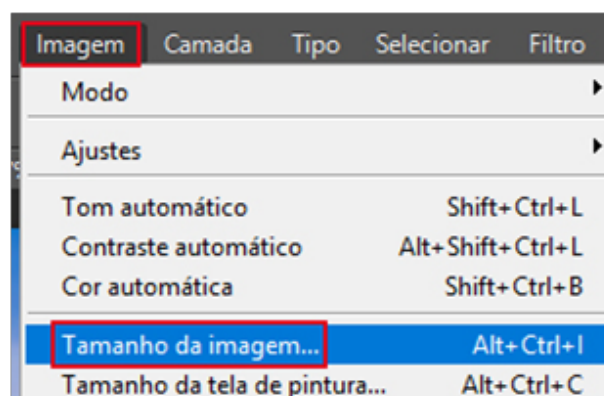 Imagem Camada Tipo Selecionar Filtro
Modo
Ajustes
Tom automático Shift+Ctrl+L
Contraste automático Alt+Shift+Ctrl+L
Cor automática Shift+Ctrl+B
Tamanho da imagem... Alt+Ctrl+I
Tamanho da tela de pintura... Alt+Ctrl+C